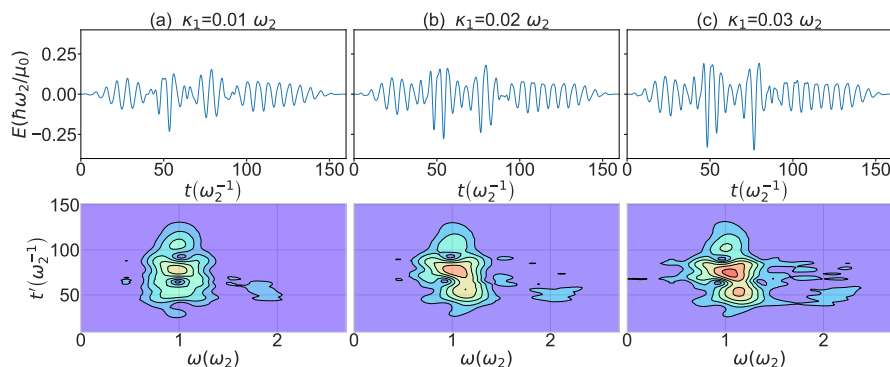 (a) κ₁=0.01 ω₂ (b) κ₁=0.02 ω₂ (c) κ₁=0.03 ω₂
E(ħω₂/μ₀)
0.25
0.00
−0.25
0 50 100 150 0 50 100 150 0 50 100 150
t(ω₂⁻¹) t(ω₂⁻¹) t(ω₂⁻¹)
t'(ω₂⁻¹)
150
100
50
0 1 2 0 1 2 0 1 2
ω(ω₂) ω(ω₂) ω(ω₂)